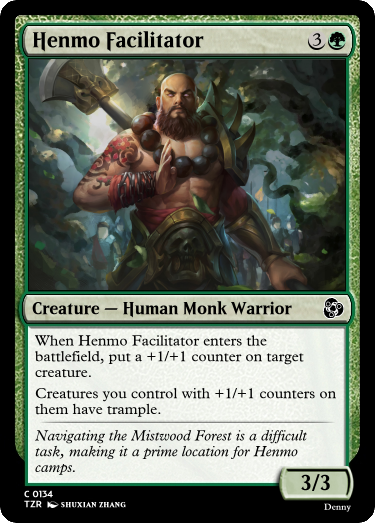 Henmo Facilitator 3
Creature — Human Monk Warrior
When Henmo Facilitator enters the
battlefield, put a +1/+1 counter on target
creature.
Creatures you control with +1/+1 counters on
them have trample.
Navigating the Mistwood Forest is a difficult
task, making it a prime location for Henmo
camps.
3/3
C 0134
TZR SHUXIAN ZHANG
Denny